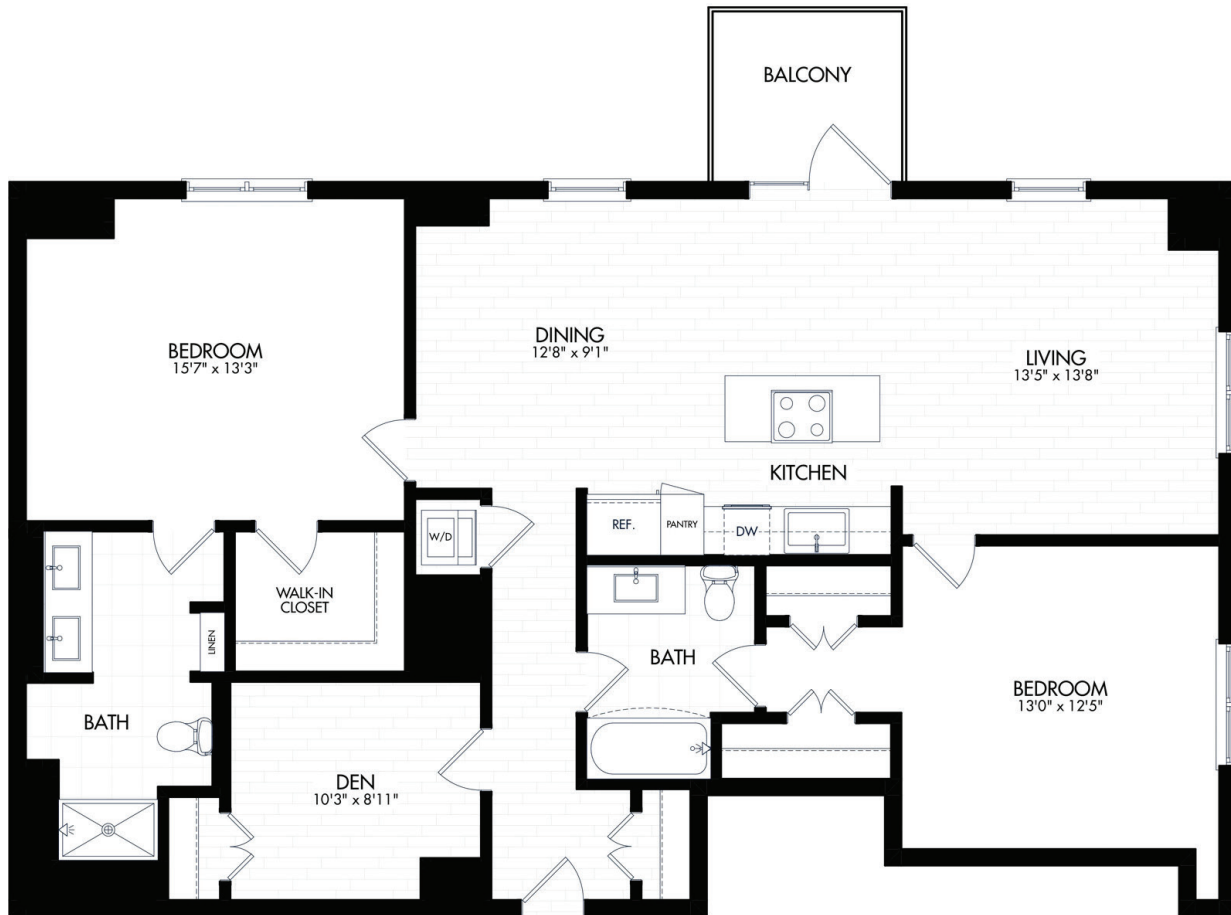 BALCONY
BEDROOM
15'7" x 13'3"
DINING
12'8" x 9'1"
LIVING
13'5" x 13'8"
KITCHEN
REF.
PANTRY
DW
W/D
WALK-IN
CLOSET
LINEN
BATH
BATH
BEDROOM
13'0" x 12'5"
DEN
10'3" x 8'11"